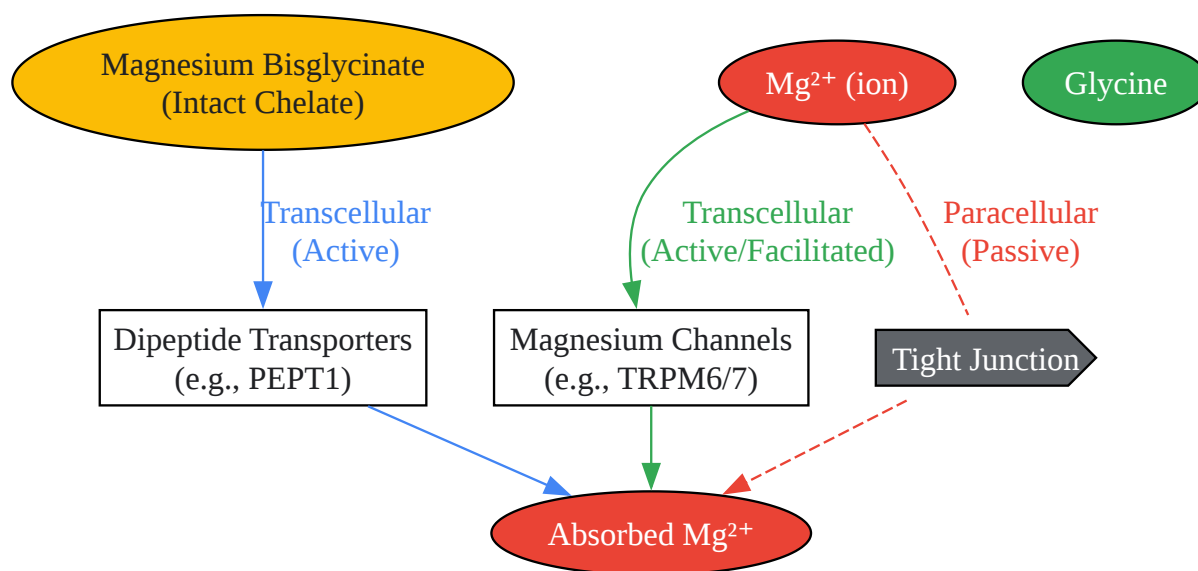 Magnesium Bisglycinate
(Intact Chelate)
Mg²⁺ (ion)
Glycine
Transcellular
(Active)
Transcellular
(Active/Facilitated)
Paracellular
(Passive)
Dipeptide Transporters
(e.g., PEPT1)
Magnesium Channels
(e.g., TRPM6/7)
Tight Junction
Absorbed Mg²⁺